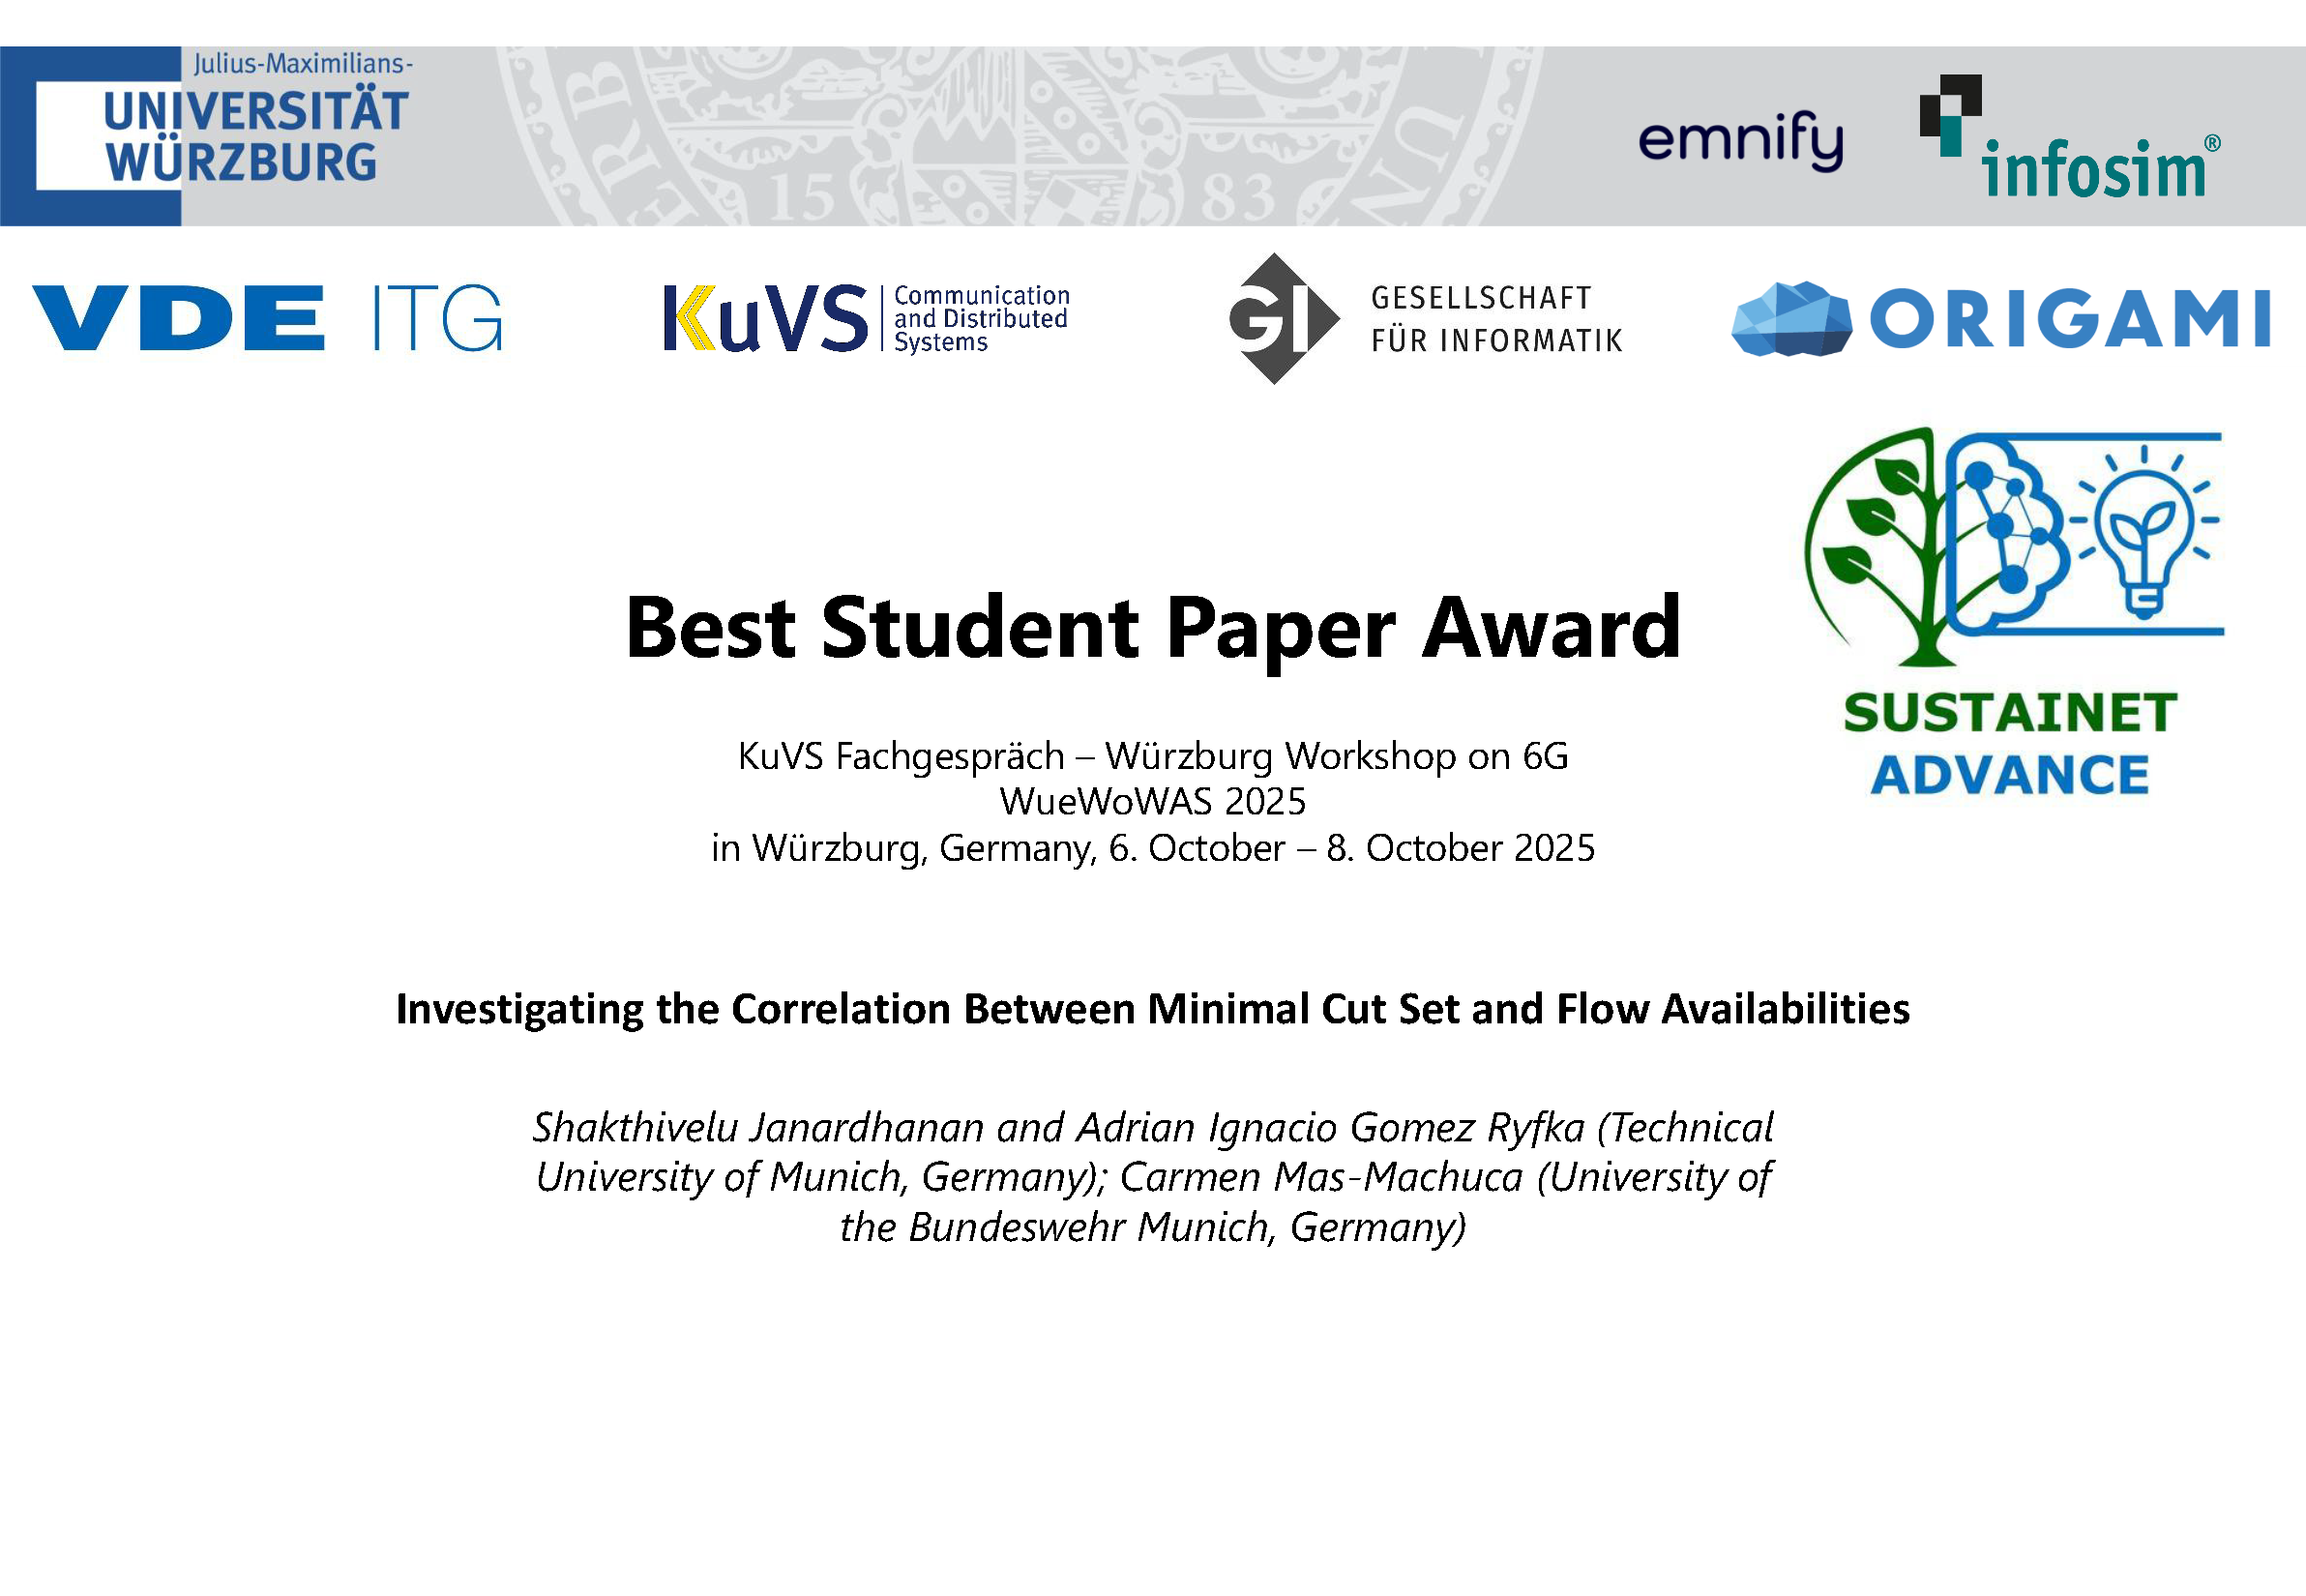 Julius-Maximilians-
UNIVERSITÄT
WÜRZBURG
ERB
15
83
emnify
infosim®
VDE ITG
KuVS
Communication
and Distributed
Systems
GI
GESELLSCHAFT
FÜR INFORMATIK
ORIGAMI
SUSTAINET
ADVANCE
Best Student Paper Award
KuVS Fachgespräch – Würzburg Workshop on 6G
WueWoWAS 2025
in Würzburg, Germany, 6. October – 8. October 2025
Investigating the Correlation Between Minimal Cut Set and Flow Availabilities
Shakthivelu Janardhanan and Adrian Ignacio Gomez Ryfka (Technical
University of Munich, Germany); Carmen Mas-Machuca (University of
the Bundeswehr Munich, Germany)